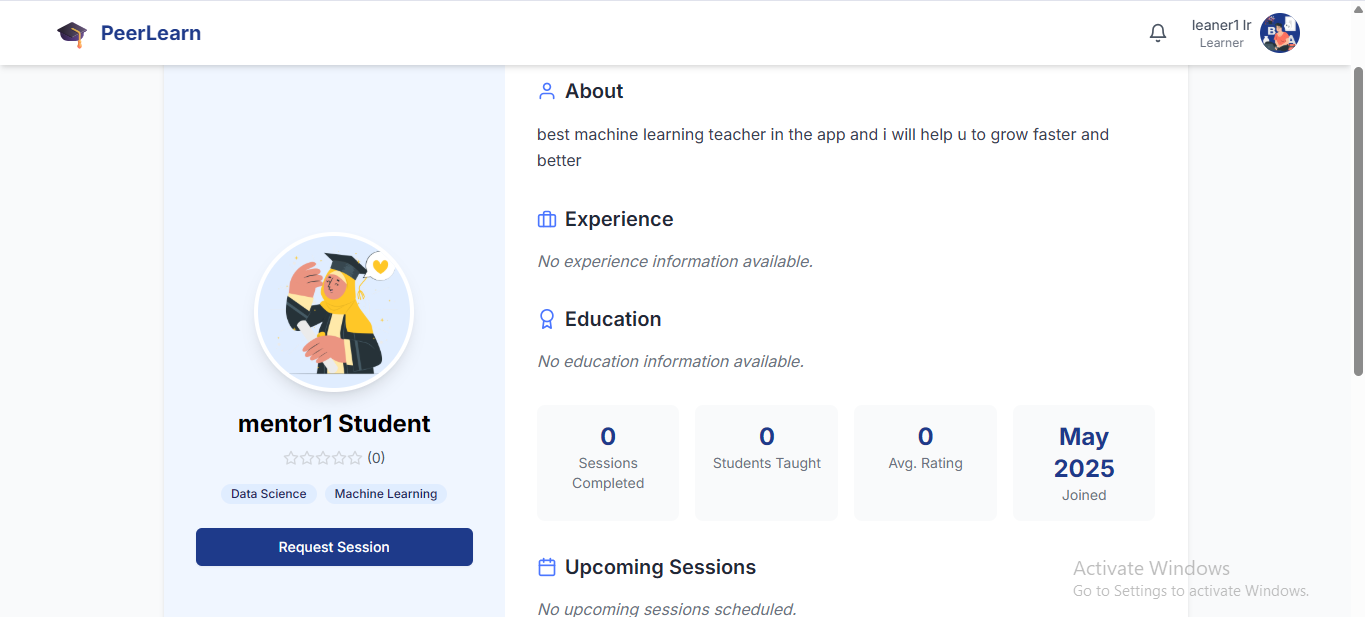 PeerLearn
leaner1 lr
Learner
About
best machine learning teacher in the app and i will help u to grow faster and
better
Experience
No experience information available.
Education
No education information available.
mentor1 Student
(0)
Data Science
Machine Learning
Request Session
0
Sessions
Completed
0
Students Taught
0
Avg. Rating
May
2025
Joined
Upcoming Sessions
No upcoming sessions scheduled.
Activate Windows
Go to Settings to activate Windows.